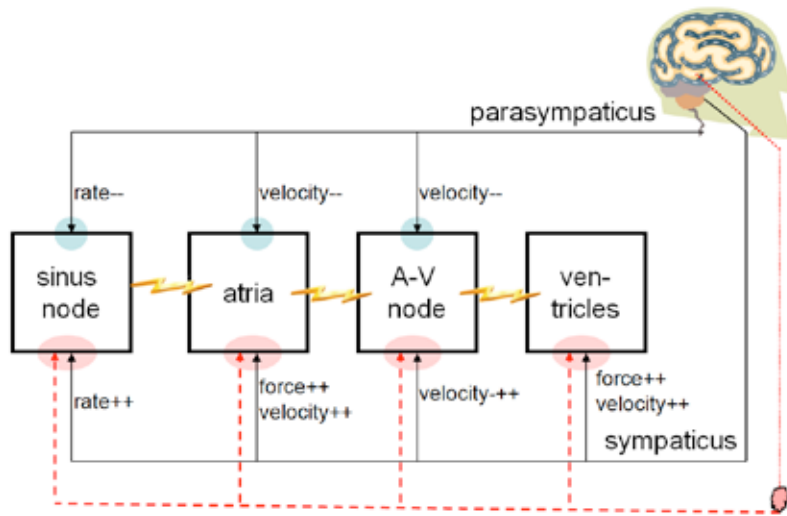 parasympaticus
rate--
velocity--
velocity--
sinus
node
atria
A-V
node
ven-
tricles
rate++
force++
velocity++
velocity-++
force++
velocity++
sympaticus